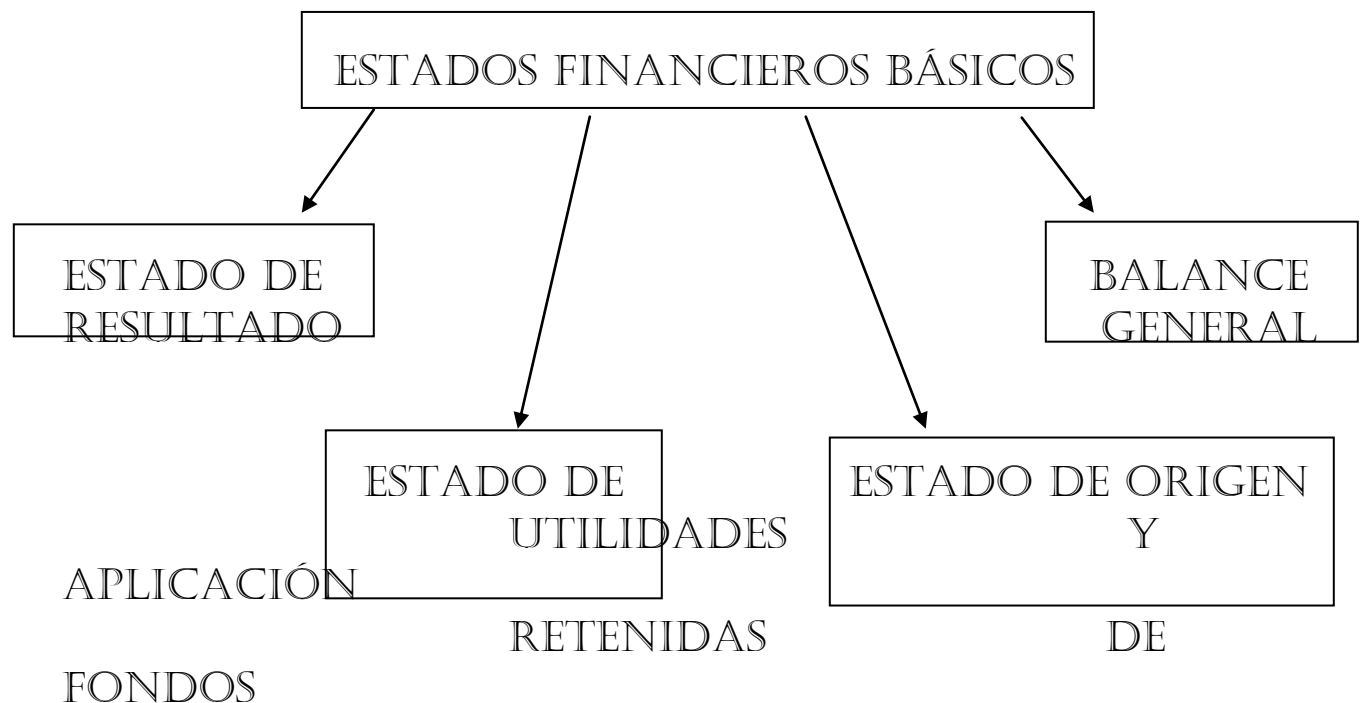 ESTADOS FINANCIEROS BÁSICOS
ESTADO DE
RESULTADO
BALANCE
GENERAL
ESTADO DE
UTILIDADES
RETENIDAS
ESTADO DE ORIGEN
Y
APLICACIÓN
DE
FONDOS